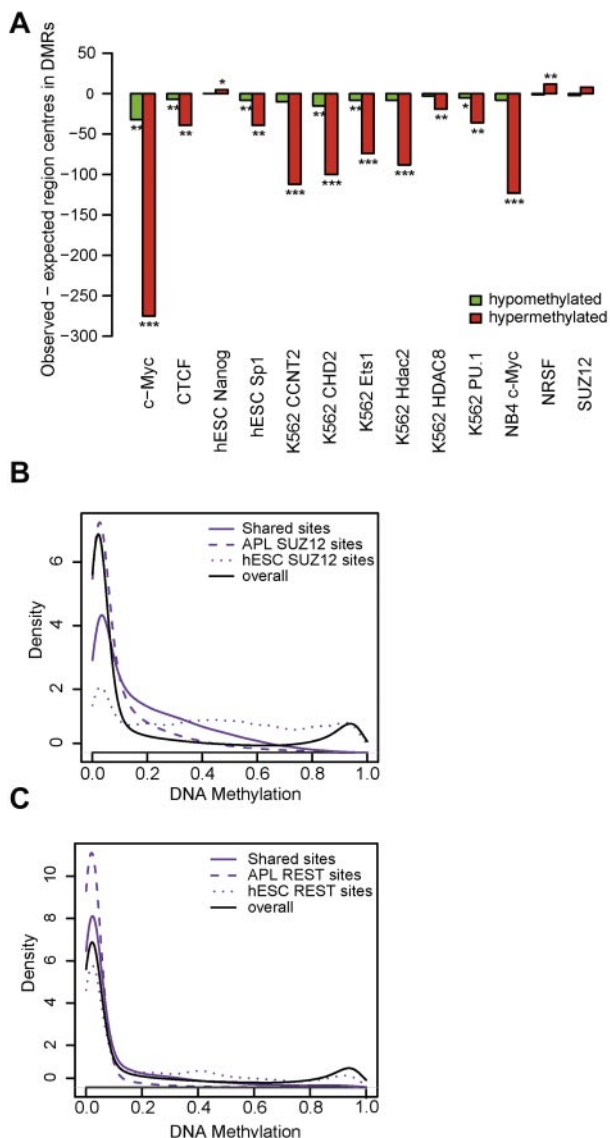 A
Observed − expected region centres in DMRs
50
0
−50
−100
−150
−200
−250
−300
** *** ** ** * ** ** *** ** *** ** *** *** ** * ** *** **
hypomethylated
hypermethylated
c−Myc
CTCF
hESC Nanog
hESC Sp1
K562 CCNT2
K562 CHD2
K562 Ets1
K562 Hdac2
K562 HDAC8
K562 PU.1
NB4 c-Myc
NRSF
SUZ12
B
Shared sites
APL SUZ12 sites
hESC SUZ12 sites
overall
Density
6
4
2
0
0.0 0.2 0.4 0.6 0.8 1.0
DNA Methylation
C
Shared sites
APL REST sites
hESC REST sites
overall
Density
10
8
6
4
2
0
0.0 0.2 0.4 0.6 0.8 1.0
DNA Methylation